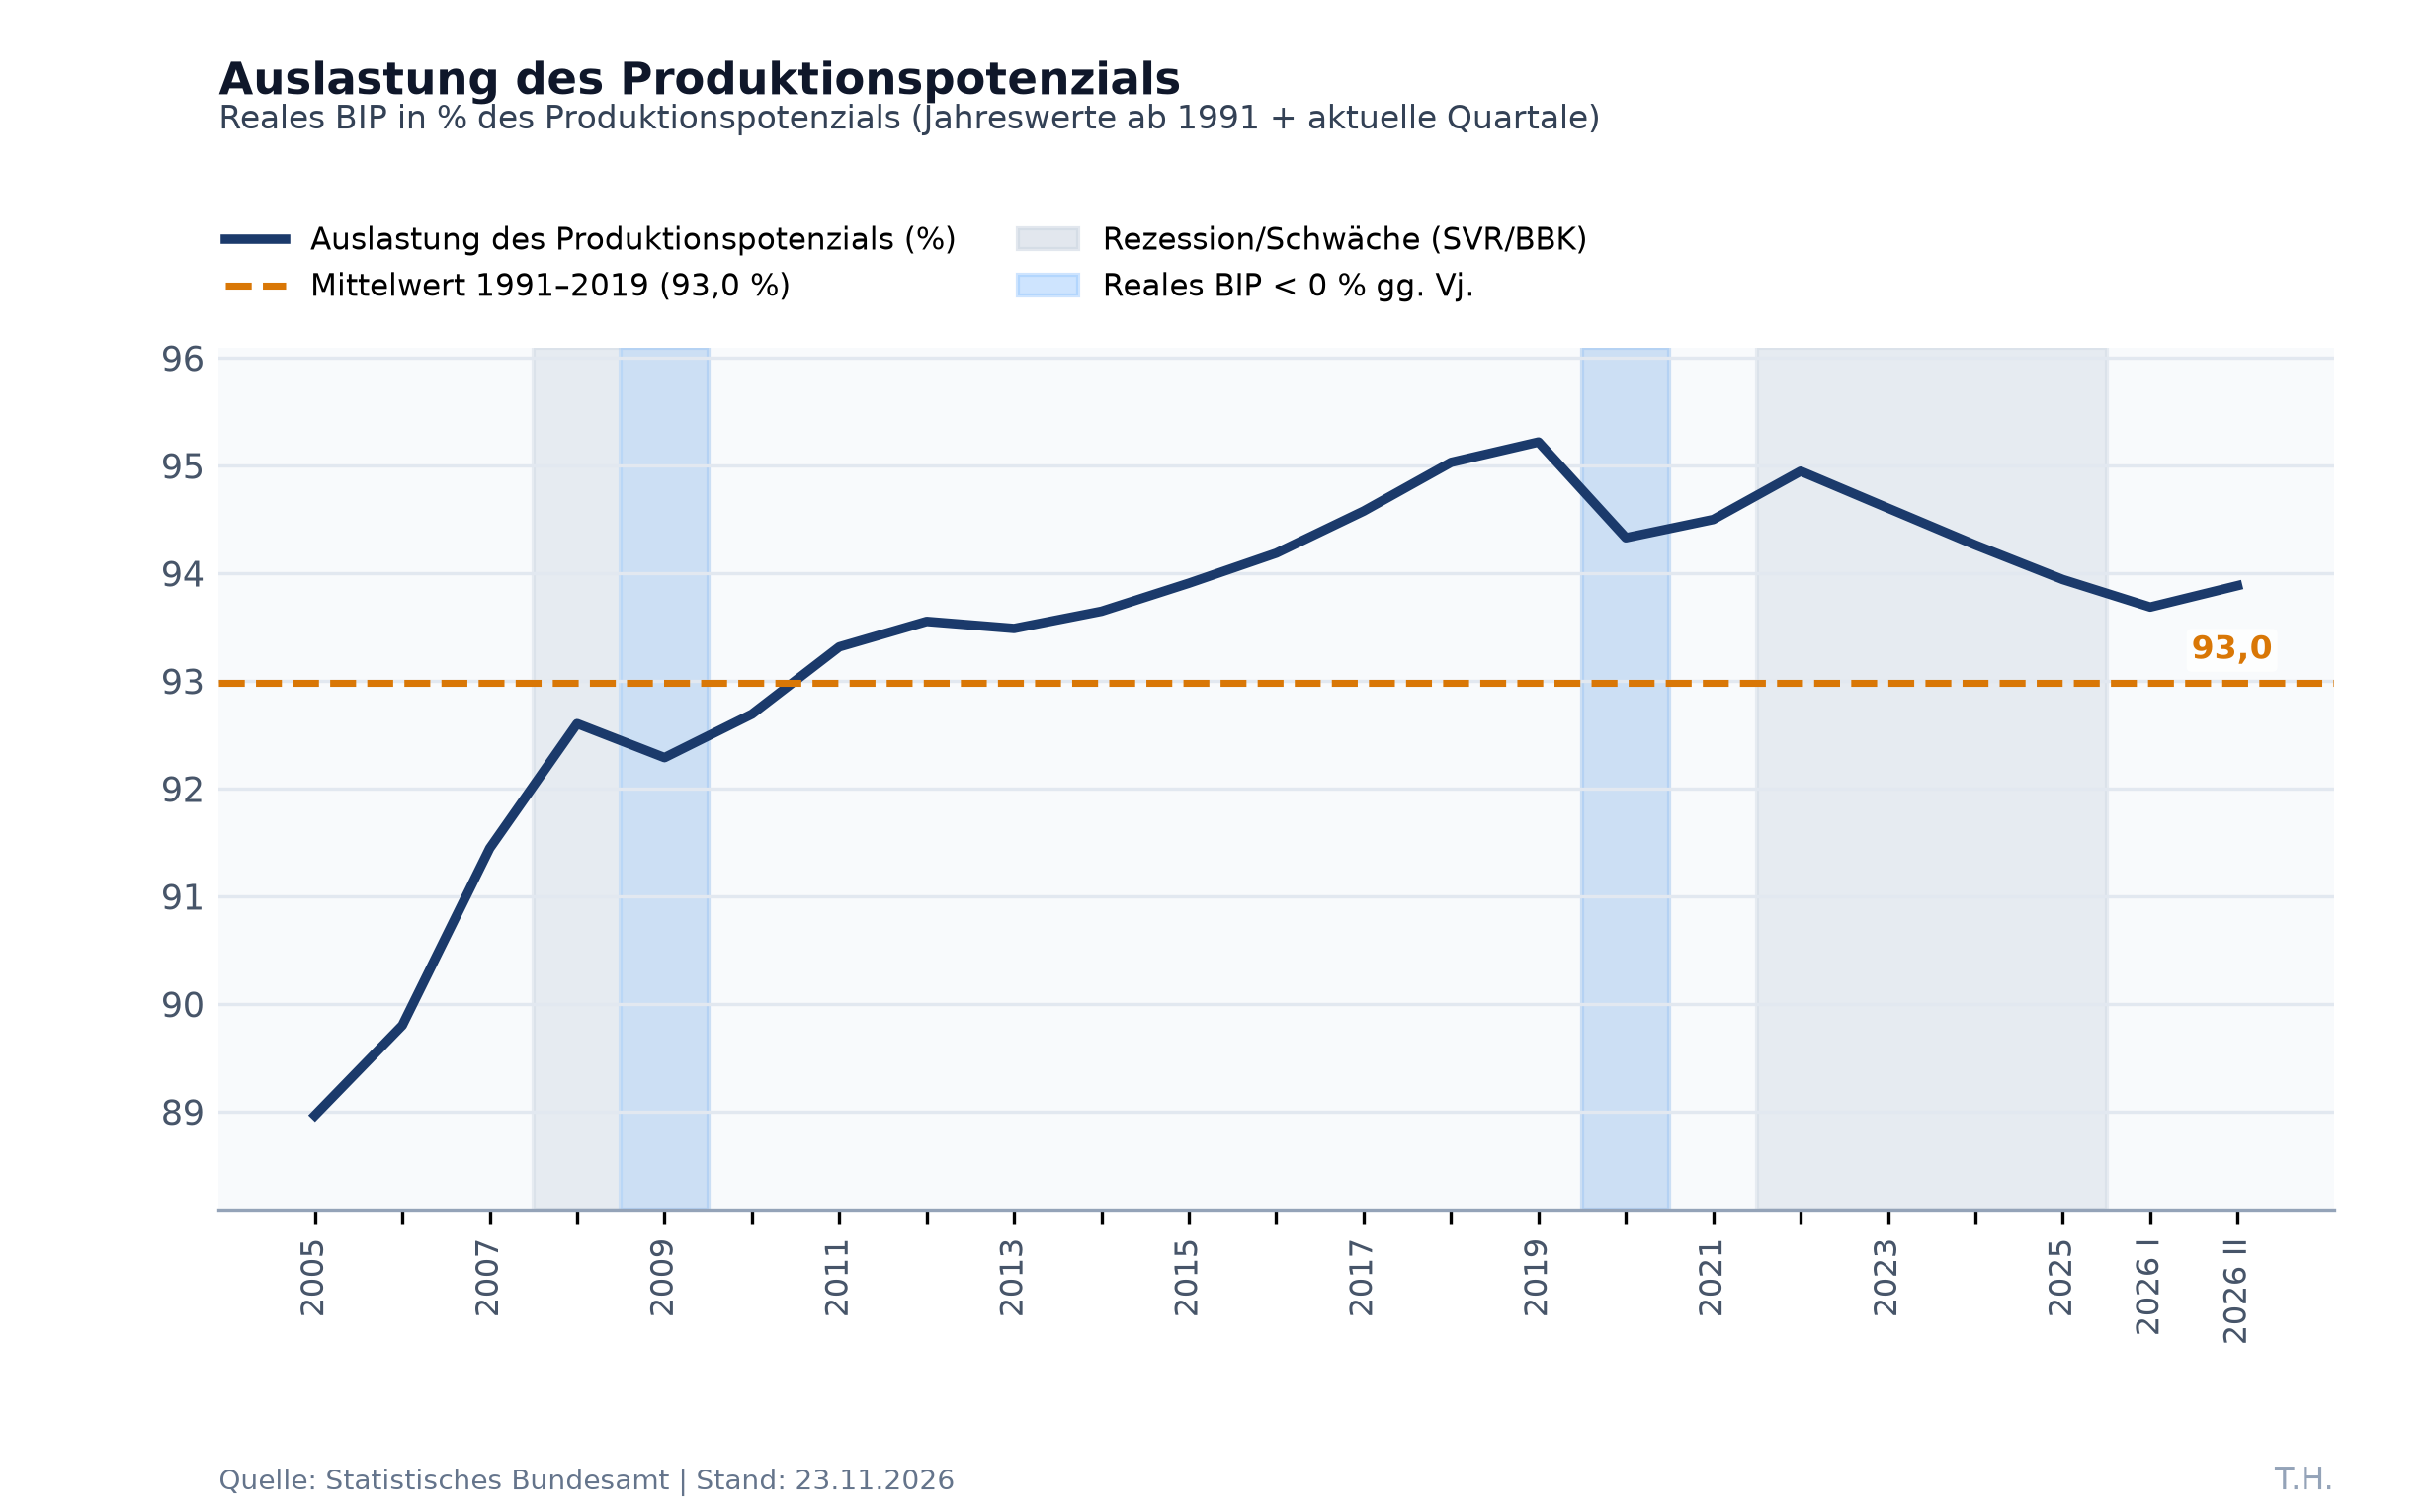 Auslastung des Produktionspotenzials
Reales BIP in % des Produktionspotenzials (Jahreswerte ab 1991 + aktuelle Quartale)
Auslastung des Produktionspotenzials (%)
Mittelwert 1991–2019 (93,0 %)
Rezession/Schwäche (SVR/BBK)
Reales BIP < 0 % gg. Vj.
96
95
94
93
92
91
90
89
93,0
2005
2007
2009
2011
2013
2015
2017
2019
2021
2023
2025
2026 I
2026 II
Quelle: Statistisches Bundesamt | Stand: 23.11.2026
T.H.